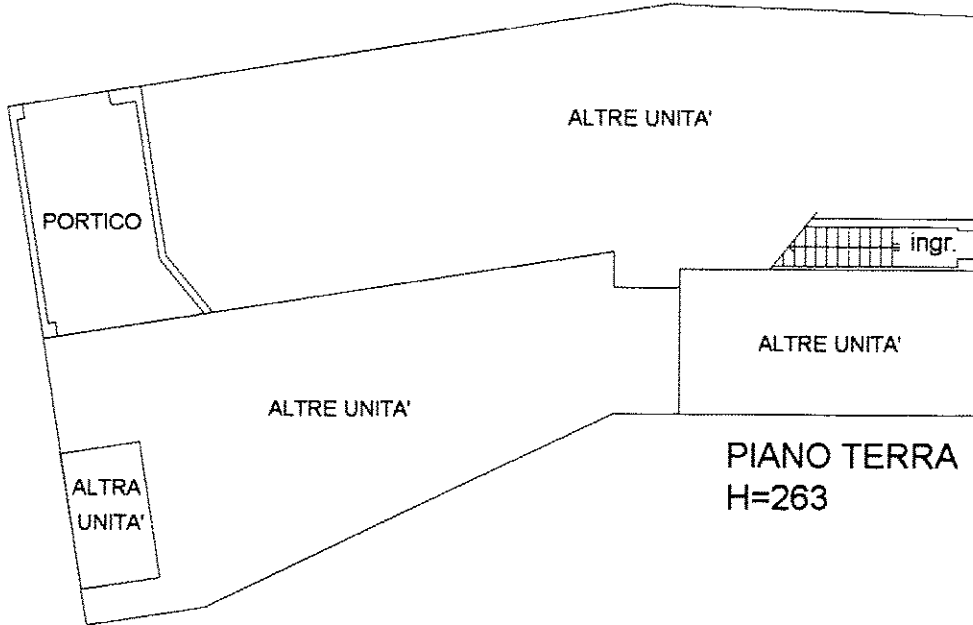 ALTRE UNITA'
PORTICO
ingr.
ALTRE UNITA'
ALTRE UNITA'
PIANO TERRA
H=263
ALTRA
UNITA'